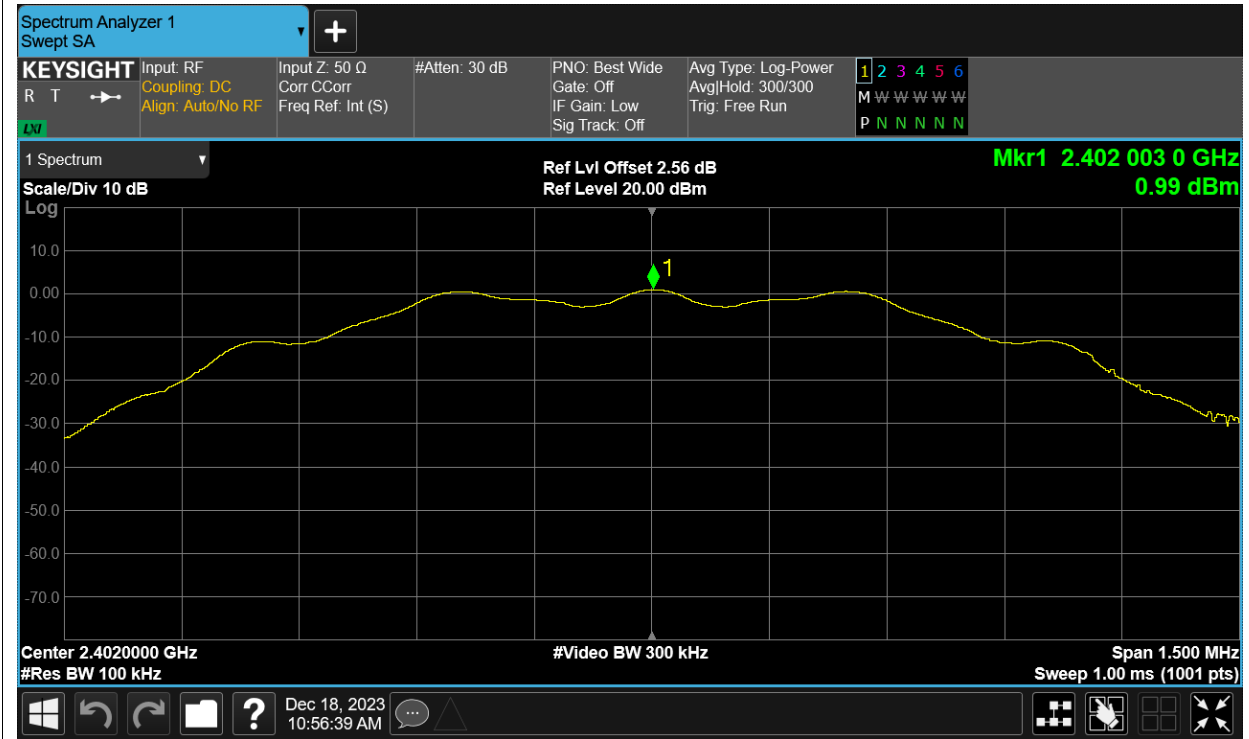 Spectrum Analyzer 1
Swept SA
+
KEYSIGHT
R T
LXI
Input: RF
Coupling: DC
Align: Auto/No RF
Input Z: 50 Ω
Corr CCorr
Freq Ref: Int (S)
#Atten: 30 dB
PNO: Best Wide
Gate: Off
IF Gain: Low
Sig Track: Off
Avg Type: Log-Power
Avg|Hold: 300/300
Trig: Free Run
1 2 3 4 5 6
M W W W W W
P N N N N N
1 Spectrum
Scale/Div 10 dB
Log
Ref Lvl Offset 2.56 dB
Ref Level 20.00 dBm
Mkr1 2.402 003 0 GHz
0.99 dBm
10.0
1
0.00
-10.0
-20.0
-30.0
-40.0
-50.0
-60.0
-70.0
Center 2.4020000 GHz
#Res BW 100 kHz
#Video BW 300 kHz
Span 1.500 MHz
Sweep 1.00 ms (1001 pts)
?
Dec 18, 2023
10:56:39 AM